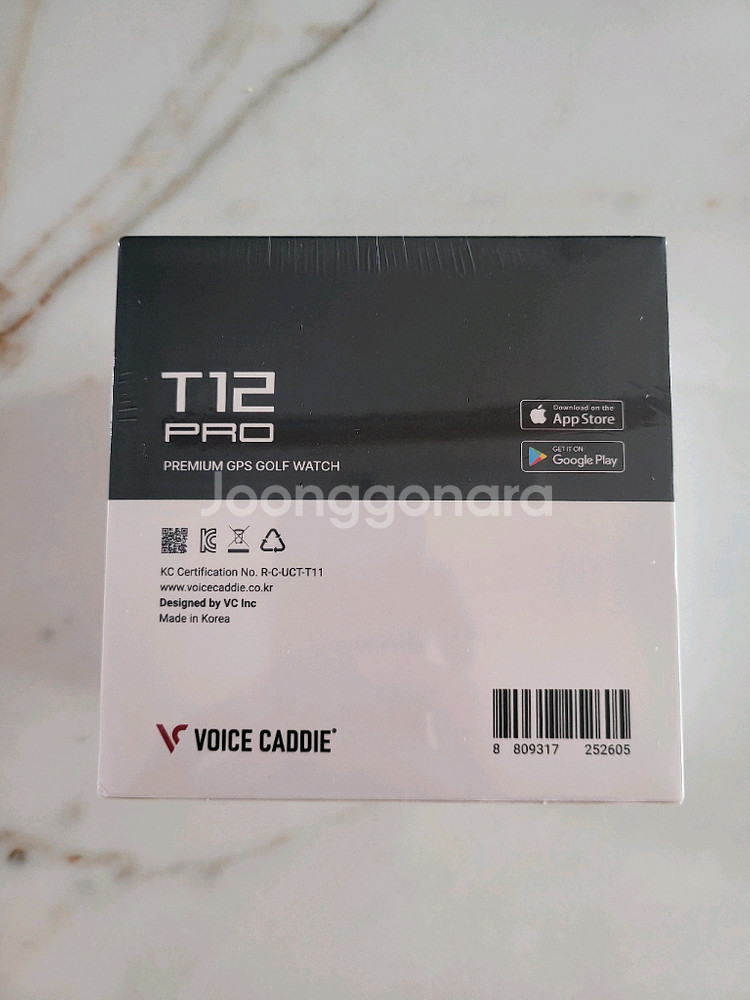 T12
PRO
PREMIUM GPS GOLF WATCH
Download on the
App Store
GET IT ON
Google Play
Joonggonara
KC Certification No. R-C-UCT-T11
www.voicecaddie.co.kr
Designed by VC Inc
Made in Korea
VOICE CADDIE
8 809317 252605